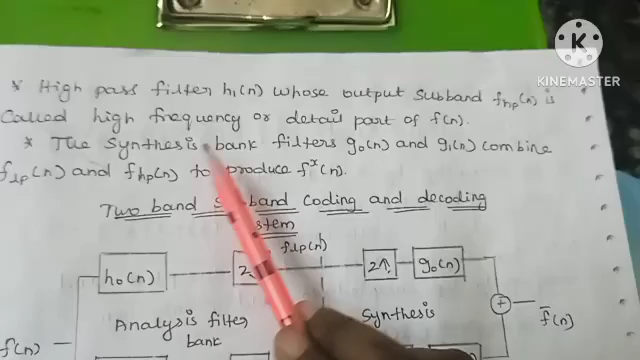 K
KINEMASTER
* High pass filter h₁(n) whose output subband fhp(n) is
called high frequency or detail part of f(n).
* The synthesis bank filters g₀(n) and g₁(n) combine
flp(n) and fhp(n) to produce fˣ(n).
Two band Subband coding and decoding
flp(n)
h₀(n) 2↑ g₀(n)
+ f̄(n)
Analysis filter Synthesis
f(n) bank